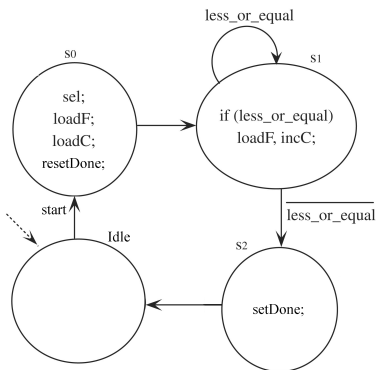 less_or_equal
S0
S1
sel;
loadF;
loadC;
resetDone;
if (less_or_equal)
loadF, incC;
start
less_or_equal
Idle
S2
setDone;